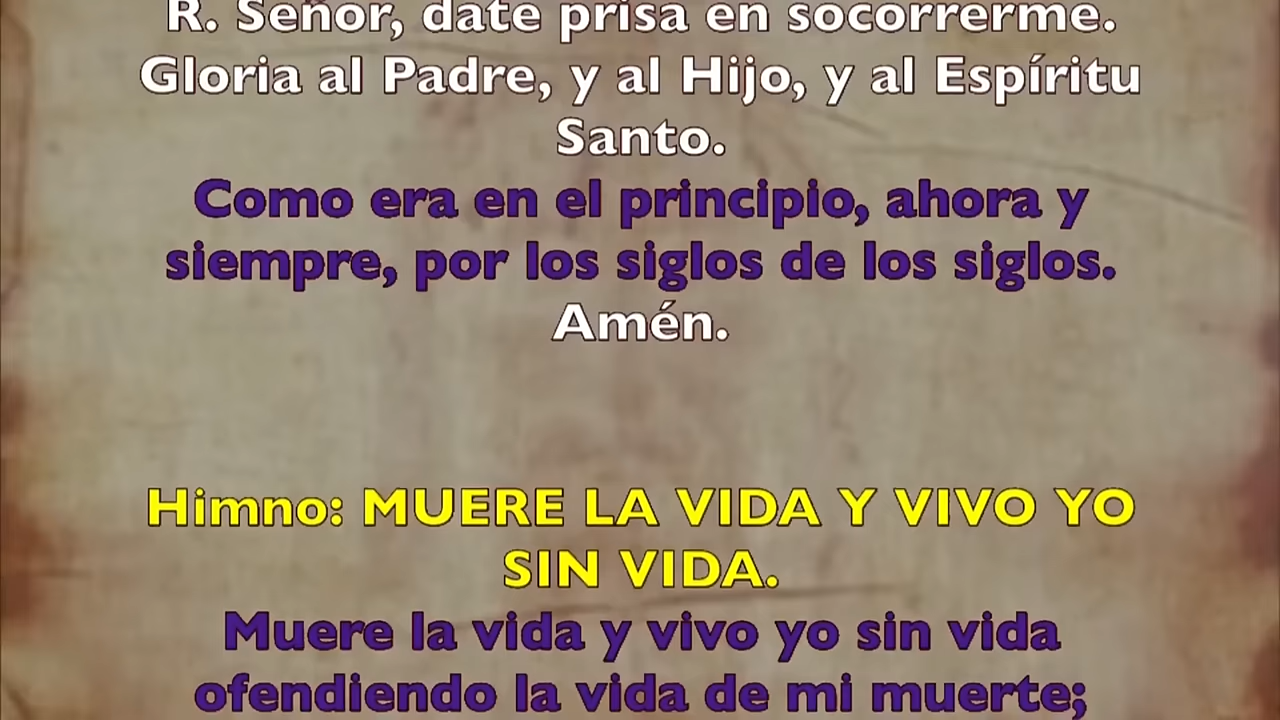 R. Señor, date prisa en socorrerme.
Gloria al Padre, y al Hijo, y al Espíritu
Santo.
Como era en el principio, ahora y
siempre, por los siglos de los siglos.
Amén.
Himno: MUERE LA VIDA Y VIVO YO
SIN VIDA.
Muere la vida y vivo yo sin vida
ofendiendo la vida de mi muerte;